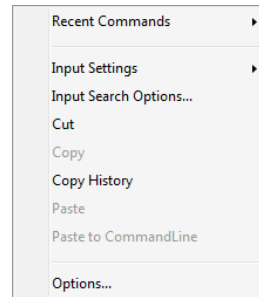 Recent Commands
Input Settings
Input Search Options...
Cut
Copy
Copy History
Paste
Paste to CommandLine
Options...